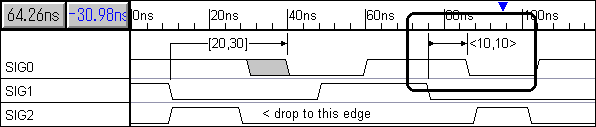 64.26ns -30.98ns 0ns 20ns 40ns 60ns 80ns 100ns
[20,30] <10,10>
SIG0
SIG1
SIG2 < drop to this edge